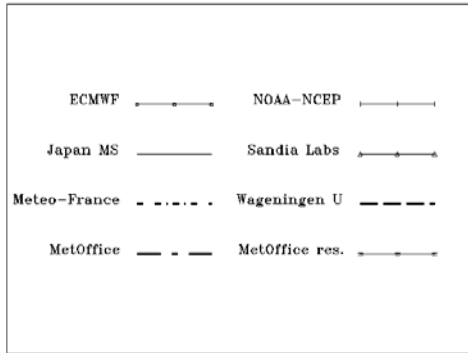 ECMWF NOAA-NCEP
Japan MS Sandia Labs
Meteo-France Wageningen U
MetOffice MetOffice res.